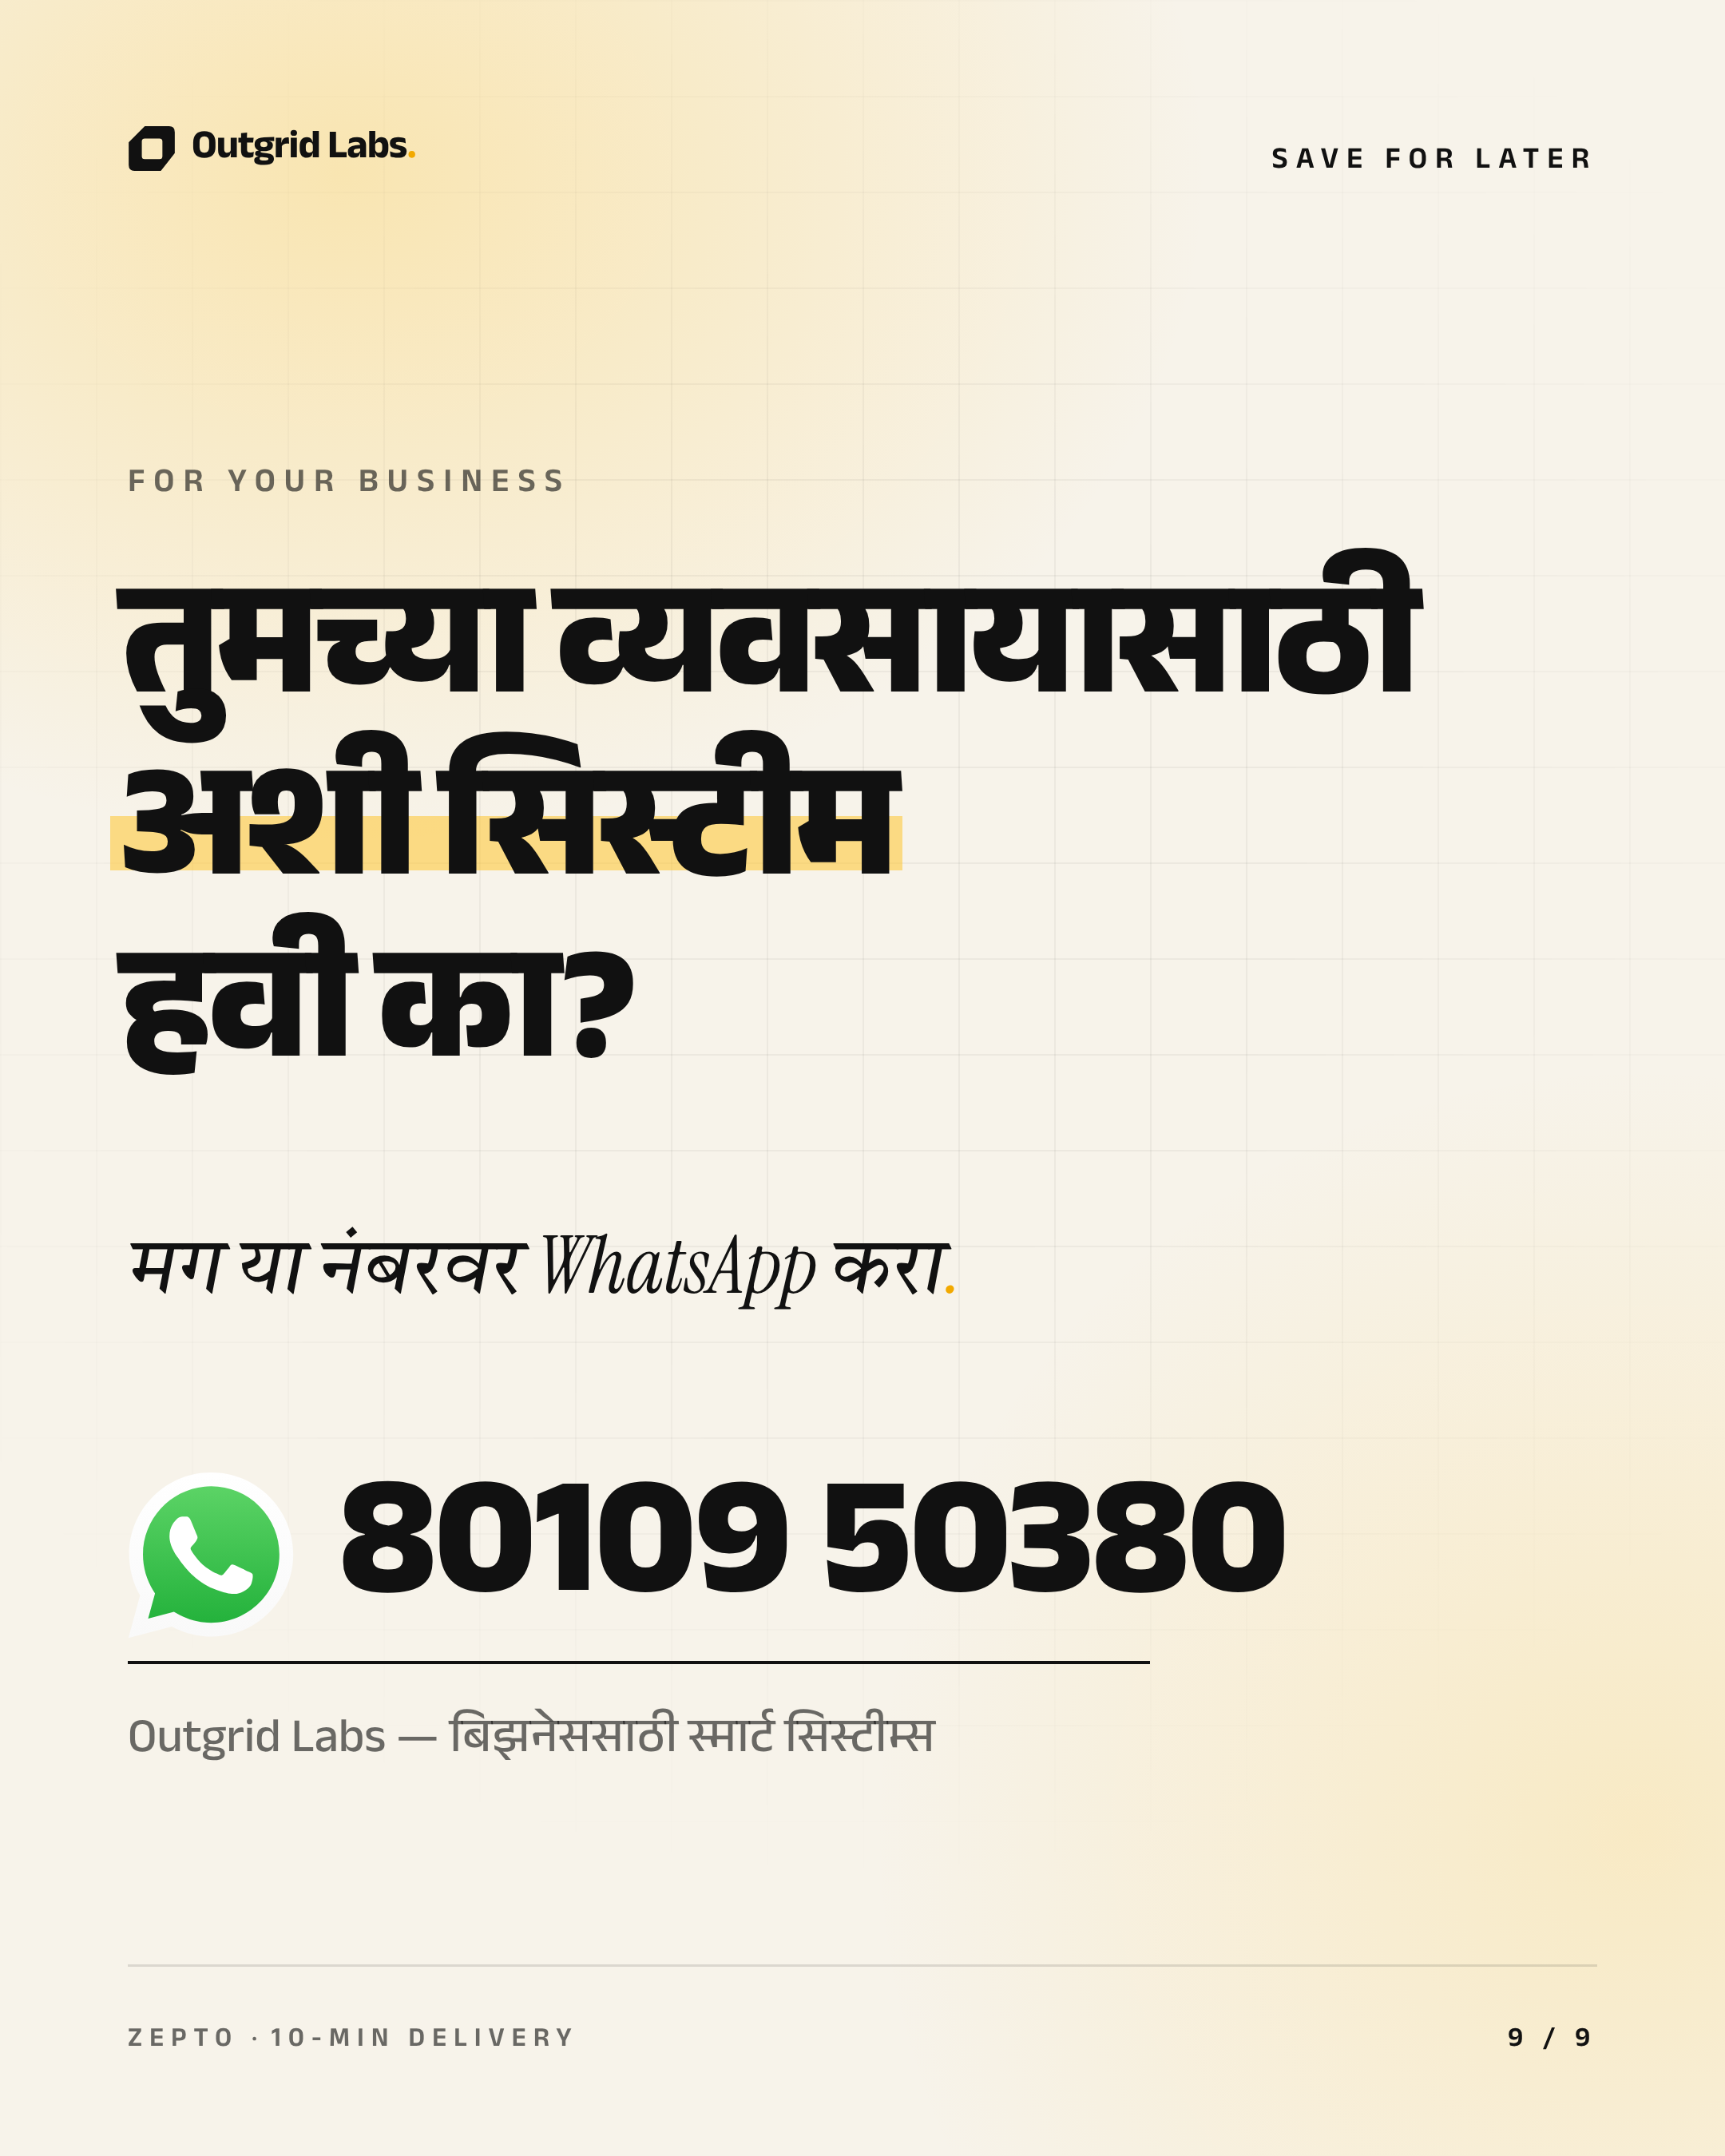 Outgrid Labs.
SAVE FOR LATER
FOR YOUR BUSINESS
तुमच्या व्यवसायासाठी
अशी सिस्टीम
हवी का?
मग या नंबरवर WhatsApp करा.
80109 50380
Outgrid Labs — बिझनेससाठी स्मार्ट सिस्टीम्स
ZEPTO · 10-MIN DELIVERY
9 / 9